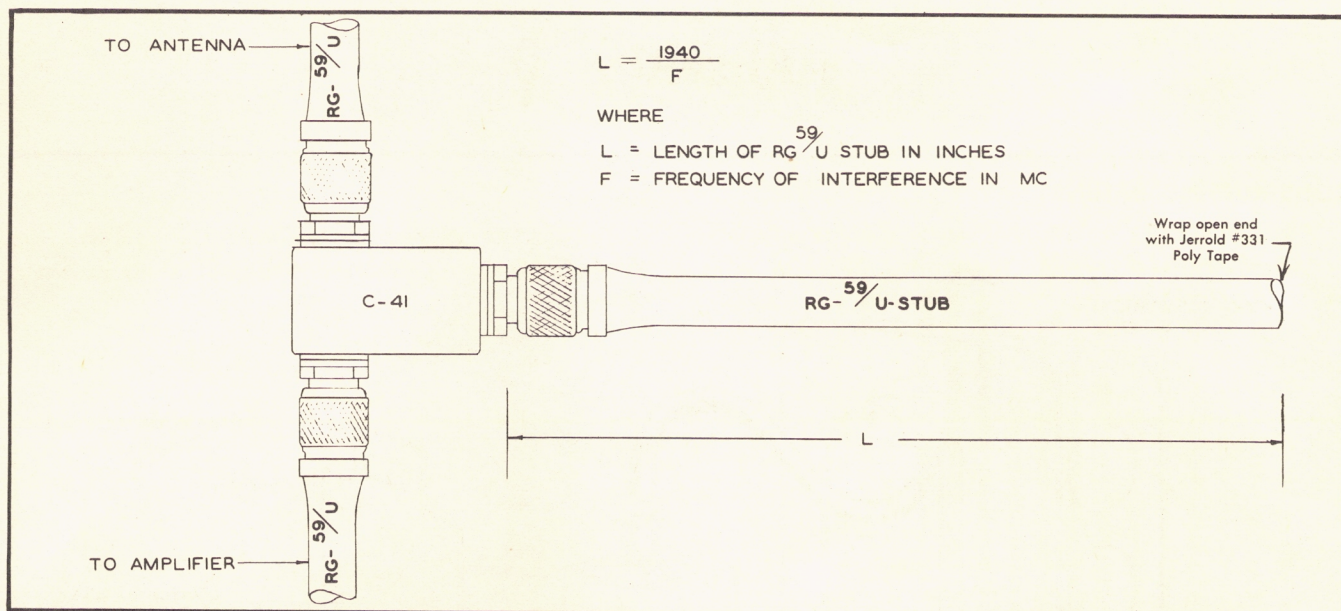 TO ANTENNA
RG-59/U
L = 1940/F
WHERE
L = LENGTH OF RG 59/U STUB IN INCHES
F = FREQUENCY OF INTERFERENCE IN MC
Wrap open end
with Jerrold #331
Poly Tape
C-41
RG-59/U-STUB
L
RG-59/U
TO AMPLIFIER